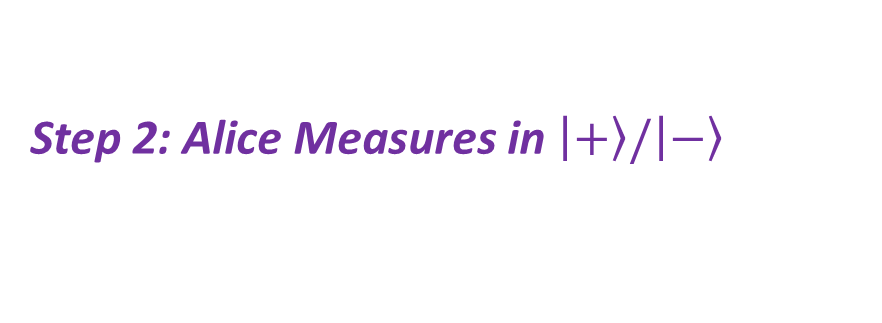 Step 2: Alice Measures in |+⟩/|−⟩